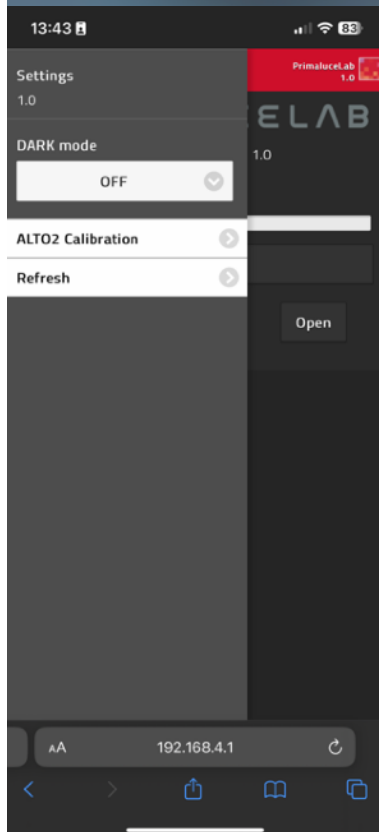 13:43
83
Settings
1.0
PrimaluceLab
1.0
ELAB
DARK mode
1.0
OFF
ALTO2 Calibration
Refresh
Open
AA
192.168.4.1